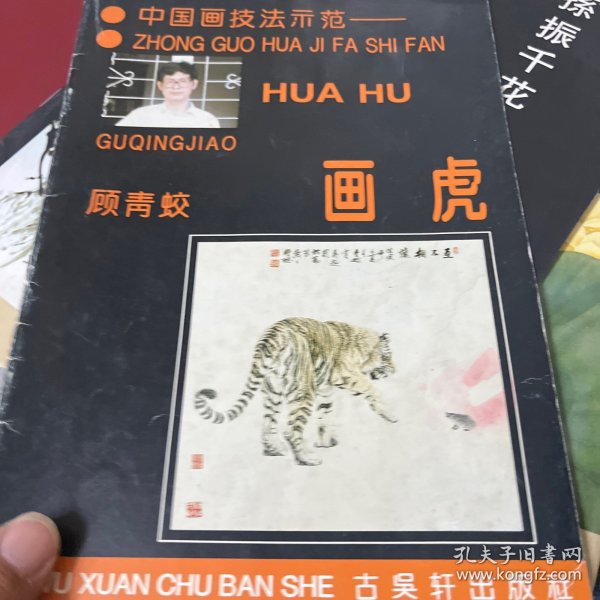 中国画技法示范——
ZHONG GUO HUA JI FA SHI FAN
HUA HU
GUQINGJIAO
顾青蛟
画虎
XUAN CHU BAN SHE 古吴轩出版社
振千花
孔夫子旧书网
www.kongfz.com